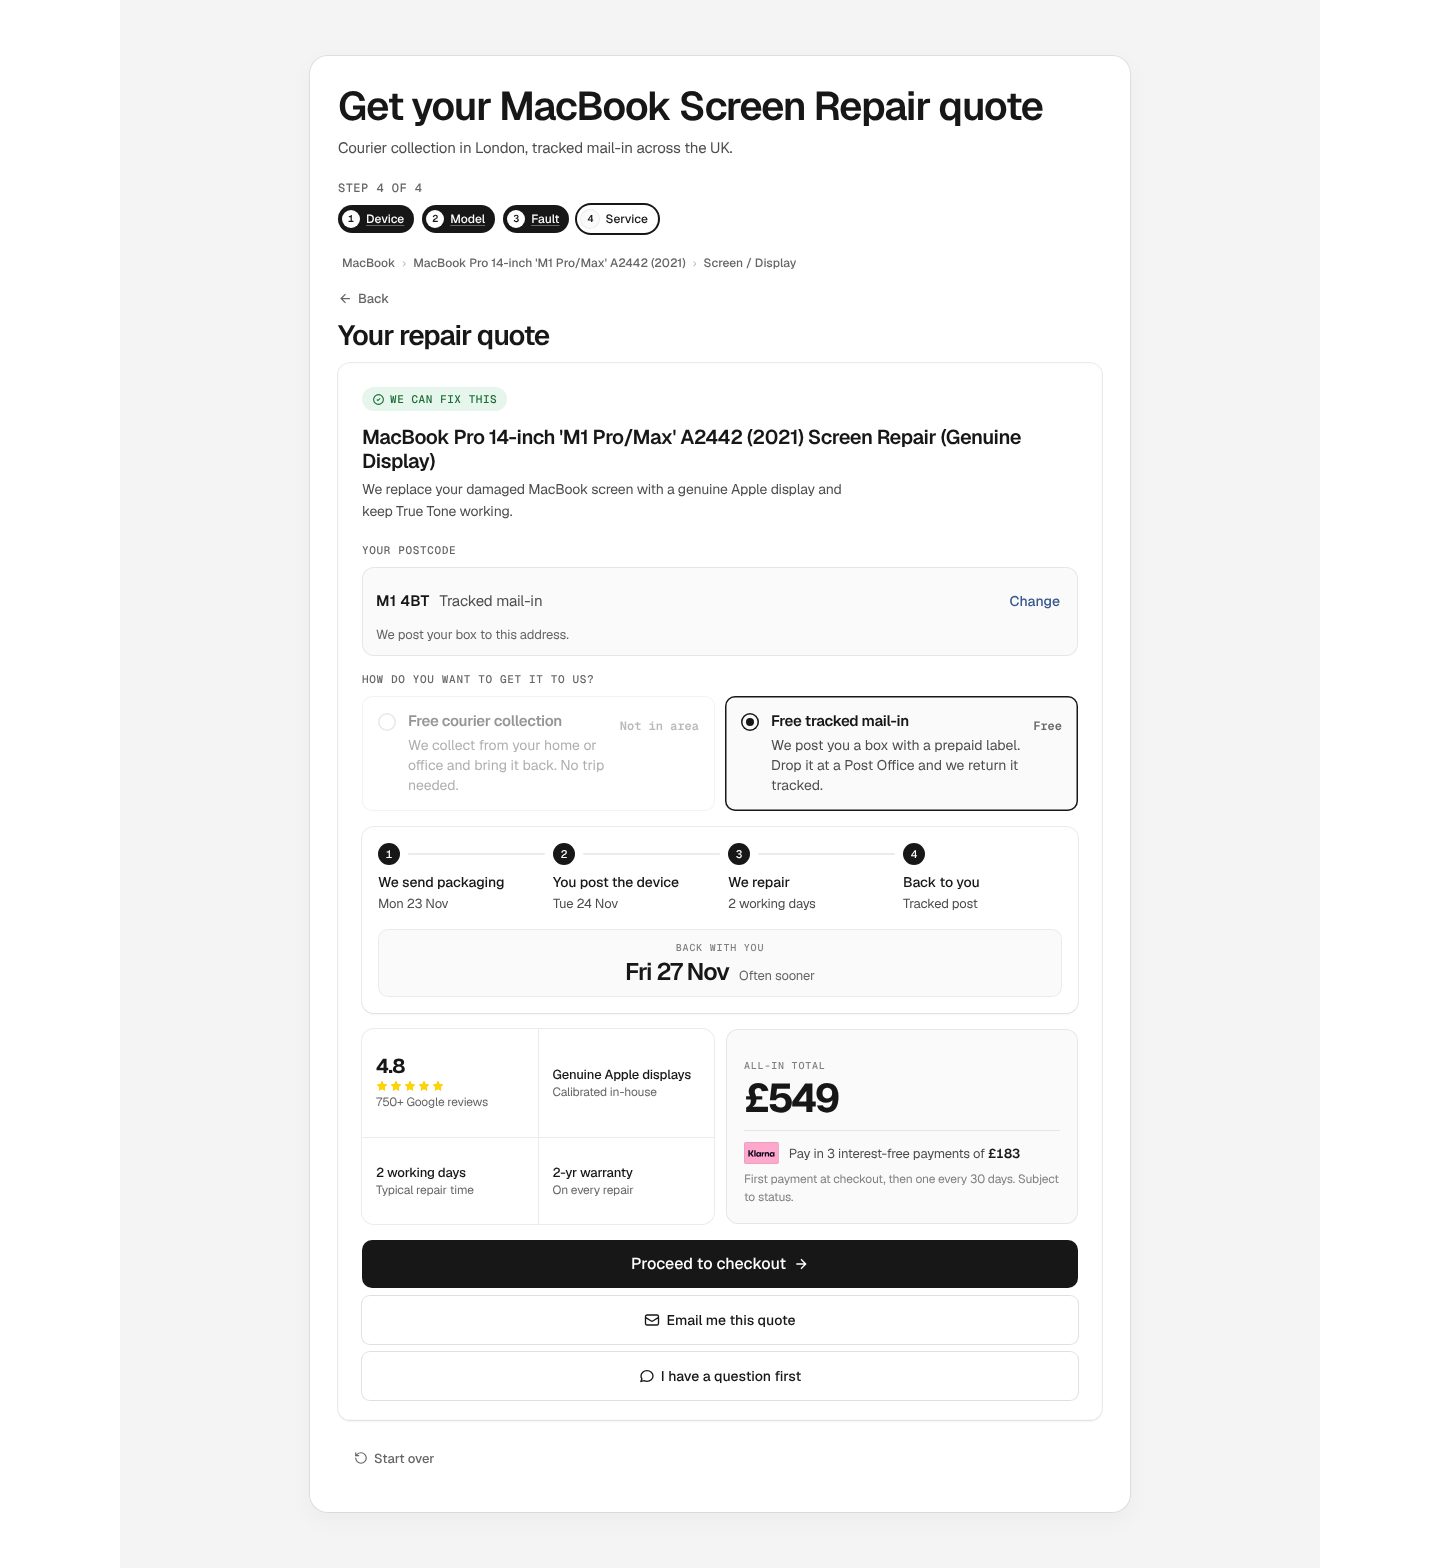 Get your MacBook Screen Repair quote
Courier collection in London, tracked mail-in across the UK.
STEP 4 OF 4
1 Device 2 Model 3 Fault 4 Service
MacBook › MacBook Pro 14-inch 'M1 Pro/Max' A2442 (2021) › Screen / Display
← Back
Your repair quote
WE CAN FIX THIS
MacBook Pro 14-inch 'M1 Pro/Max' A2442 (2021) Screen Repair (Genuine
Display)
We replace your damaged MacBook screen with a genuine Apple display and
keep True Tone working.
YOUR POSTCODE
M1 4BT Tracked mail-in Change
We post your box to this address.
HOW DO YOU WANT TO GET IT TO US?
Free courier collection Not in area
We collect from your home or
office and bring it back. No trip
needed.
Free tracked mail-in Free
We post you a box with a prepaid label.
Drop it at a Post Office and we return it
tracked.
1 2 3 4
We send packaging You post the device We repair Back to you
Mon 23 Nov Tue 24 Nov 2 working days Tracked post
BACK WITH YOU
Fri 27 Nov Often sooner
4.8
750+ Google reviews
Genuine Apple displays
Calibrated in-house
2 working days
Typical repair time
2-yr warranty
On every repair
ALL-IN TOTAL
£549
Klarna Pay in 3 interest-free payments of £183
First payment at checkout, then one every 30 days. Subject
to status.
Proceed to checkout →
Email me this quote
I have a question first
Start over